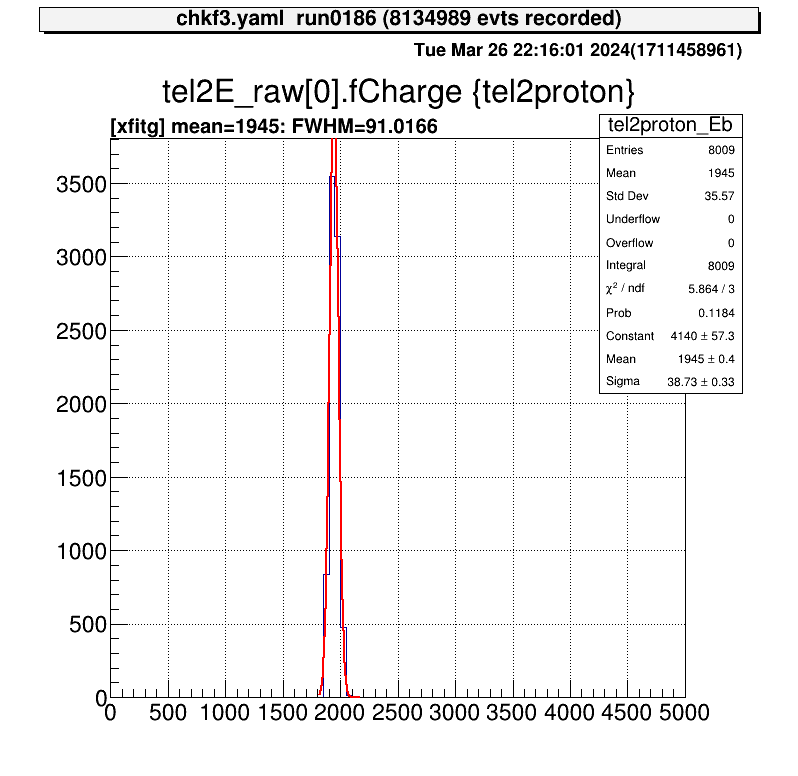 chkf3.yaml  run0186 (8134989 evts recorded)
Tue Mar 26 22:16:01 2024(1711458961)
tel2E_raw[0].fCharge {tel2proton}
[xfitg] mean=1945: FWHM=91.0166
tel2proton_Eb
Entries 8009
Mean 1945
Std Dev 35.57
Underflow 0
Overflow 0
Integral 8009
χ² / ndf 5.864 / 3
Prob 0.1184
Constant 4140 ± 57.3
Mean 1945 ± 0.4
Sigma 38.73 ± 0.33
3500
3000
2500
2000
1500
1000
500
0
0 500 1000 1500 2000 2500 3000 3500 4000 4500 5000